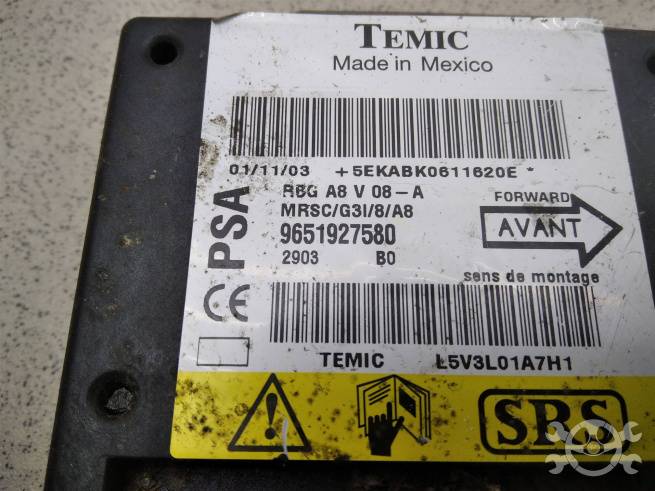 TEMIC
Made in Mexico
01/11/03 +5EKABK0611620E*
PSA
RBG A8 V 08-A
MRSC/G3I/8/A8
9651927580
2903 B0
FORWARD
AVANT
sens de montage
CE
TEMIC L5V3L01A7H1
SRS